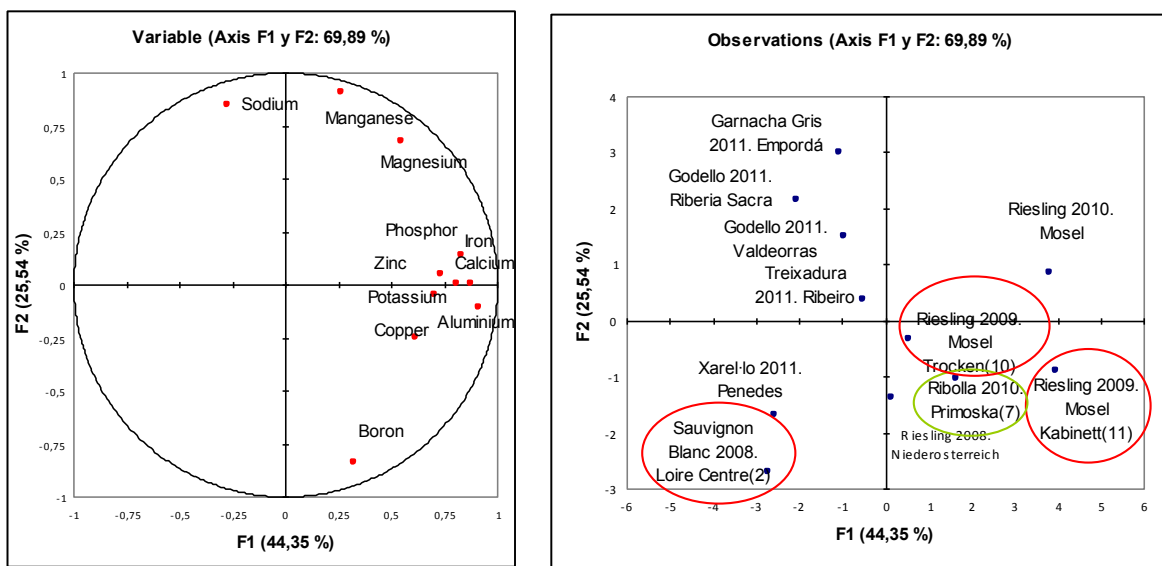 Variable (Axis F1 y F2: 69,89 %)
1
0,75
0,5
0,25
0
-0,25
-0,5
-0,75
-1
F2 (25,54 %)
Sodium
Manganese
Magnesium
Phosphor
Iron
Zinc
Calcium
Potassium
Copper
Aluminium
Boron
-1
-0,75
-0,5
-0,25
0
0,25
0,5
0,75
1
F1 (44,35 %)
Observations (Axis F1 y F2: 69,89 %)
4
3
2
1
0
-1
-2
-3
F2 (25,54 %)
Garnacha Gris
2011. Empordá
Godello 2011.
Riberia Sacra
Godello 2011.
Valdeorras
Treixadura
2011. Ribeiro
Riesling 2010.
Mosel
Riesling 2009.
Mosel
Trocken(10)
Xarel·lo 2011.
Penedes
Ribolla 2010.
Primoska(7)
Riesling 2009.
Mosel
Kabinett(11)
Sauvignon
Blanc 2008.
Loire Centre(2)
Riesling 2008.
Niederosterreich
-6
-5
-4
-3
-2
-1
0
1
2
3
4
5
6
F1 (44,35 %)